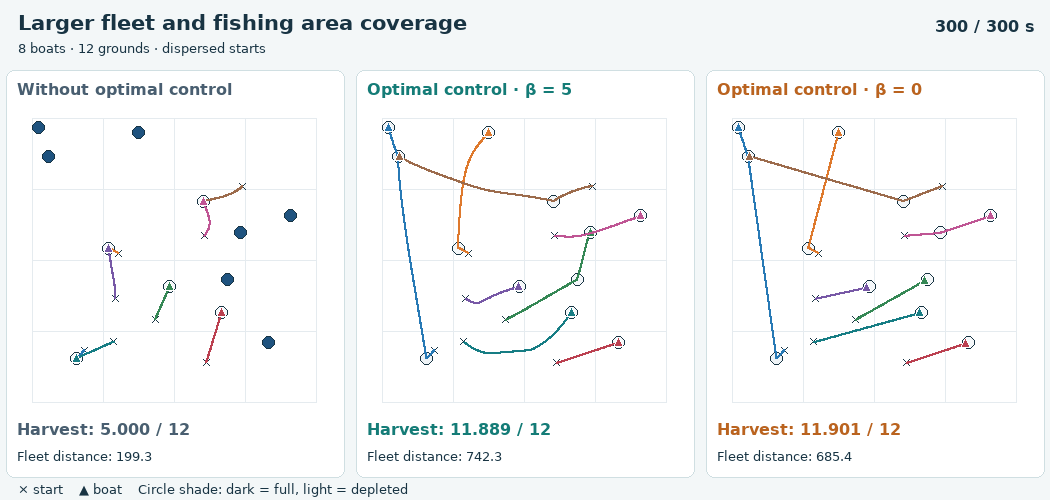 Larger fleet and fishing area coverage
300 / 300 s
8 boats · 12 grounds · dispersed starts
Without optimal control
Harvest: 5.000 / 12
Fleet distance: 199.3
Optimal control · β = 5
Harvest: 11.889 / 12
Fleet distance: 742.3
Optimal control · β = 0
Harvest: 11.901 / 12
Fleet distance: 685.4
× start ▲ boat Circle shade: dark = full, light = depleted